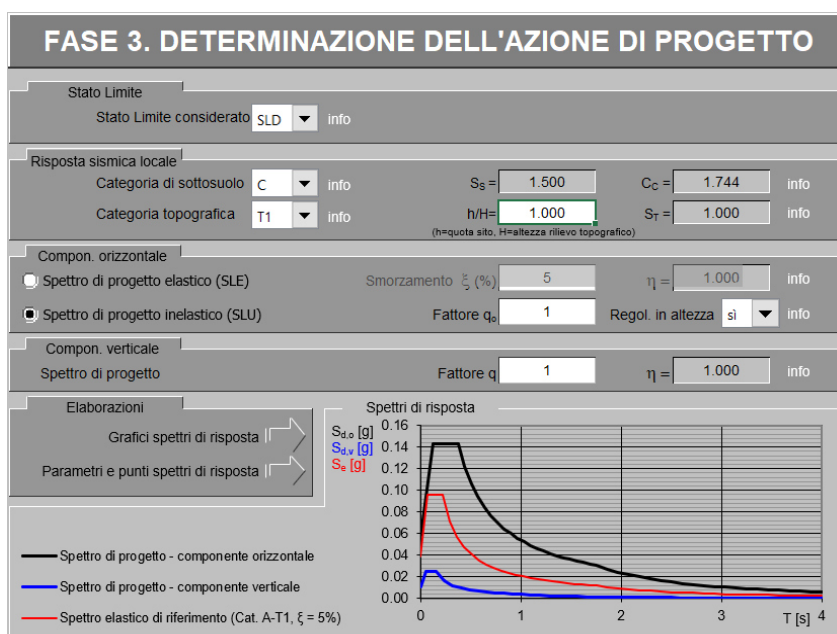 FASE 3. DETERMINAZIONE DELL'AZIONE DI PROGETTO
Stato Limite
Stato Limite considerato SLD info
Risposta sismica locale
Categoria di sottosuolo C info SS = 1.500 CC = 1.744 info
Categoria topografica T1 info h/H= 1.000 ST = 1.000 info
(h=quota sito, H=altezza rilievo topografico)
Compon. orizzontale
Spettro di progetto elastico (SLE) Smorzamento ξ (%) 5 η = 1.000 info
Spettro di progetto inelastico (SLU) Fattore qo 1 Regol. in altezza sì info
Compon. verticale
Spettro di progetto Fattore q 1 η = 1.000 info
Elaborazioni
Grafici spettri di risposta
Parametri e punti spettri di risposta
Spettri di risposta
Sd,o [g]
Sd,v [g]
Se [g]
0.16
0.14
0.12
0.10
0.08
0.06
0.04
0.02
0.00
0 1 2 3 T [s] 4
Spettro di progetto - componente orizzontale
Spettro di progetto - componente verticale
Spettro elastico di riferimento (Cat. A-T1, ξ = 5%)